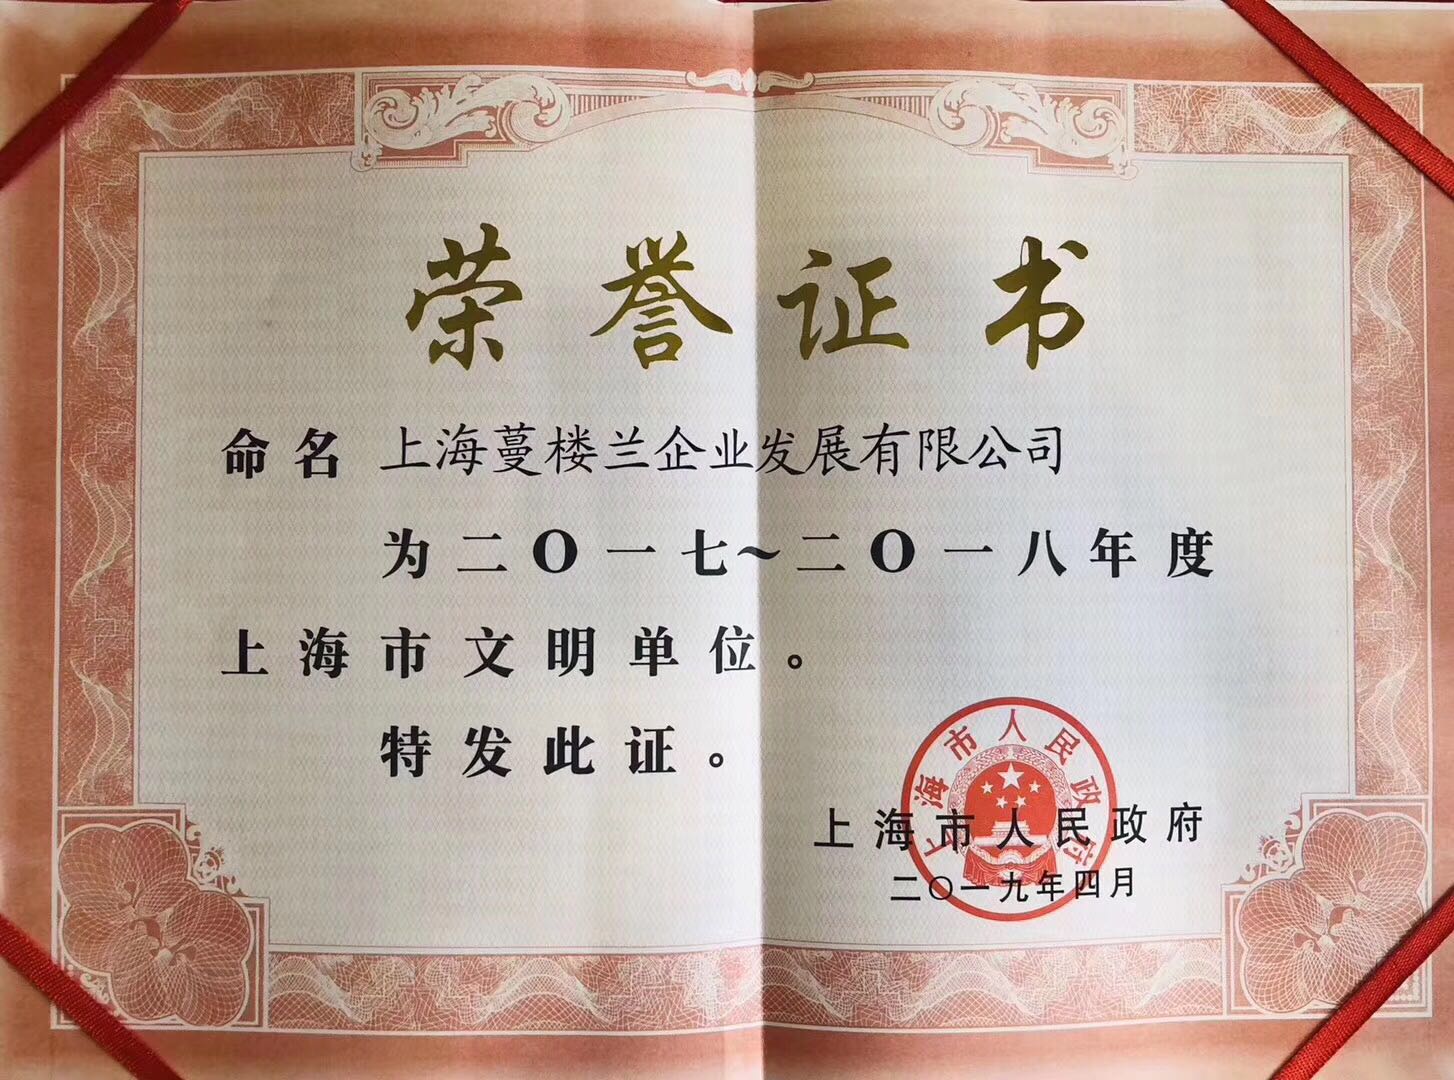 荣誉证书
命名 上海蔓楼兰企业发展有限公司
为二〇一七~二〇一八年度
上海市文明单位。
特发此证。
上海市人民政府
上海市人民政府
二〇一九年四月